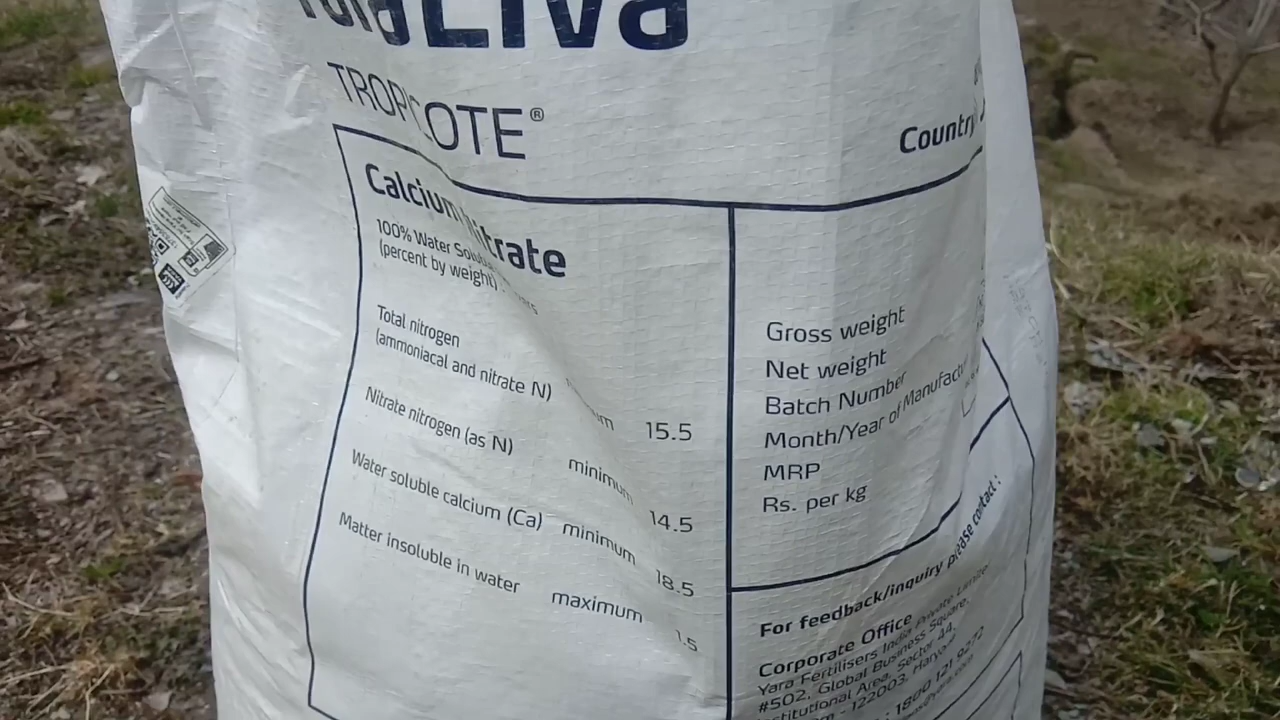 YaraLiva
TROPICOTE®
Country
Calcium Nitrate
100% Water Soluble
(percent by weight)
Total nitrogen
(ammoniacal and nitrate N) 15.5
Nitrate nitrogen (as N) minimum 14.5
Water soluble calcium (Ca) minimum 18.5
Matter insoluble in water maximum 1.5
Gross weight
Net weight
Batch Number
Month/Year of Manufacture
MRP
Rs. per kg
For feedback/inquiry please contact :
Corporate Office
Yara Fertilisers India Private Limited
#502, Global Business Square,
Institutional Area, Sector 44,
- 122003, Haryana
: 1800 121 9272